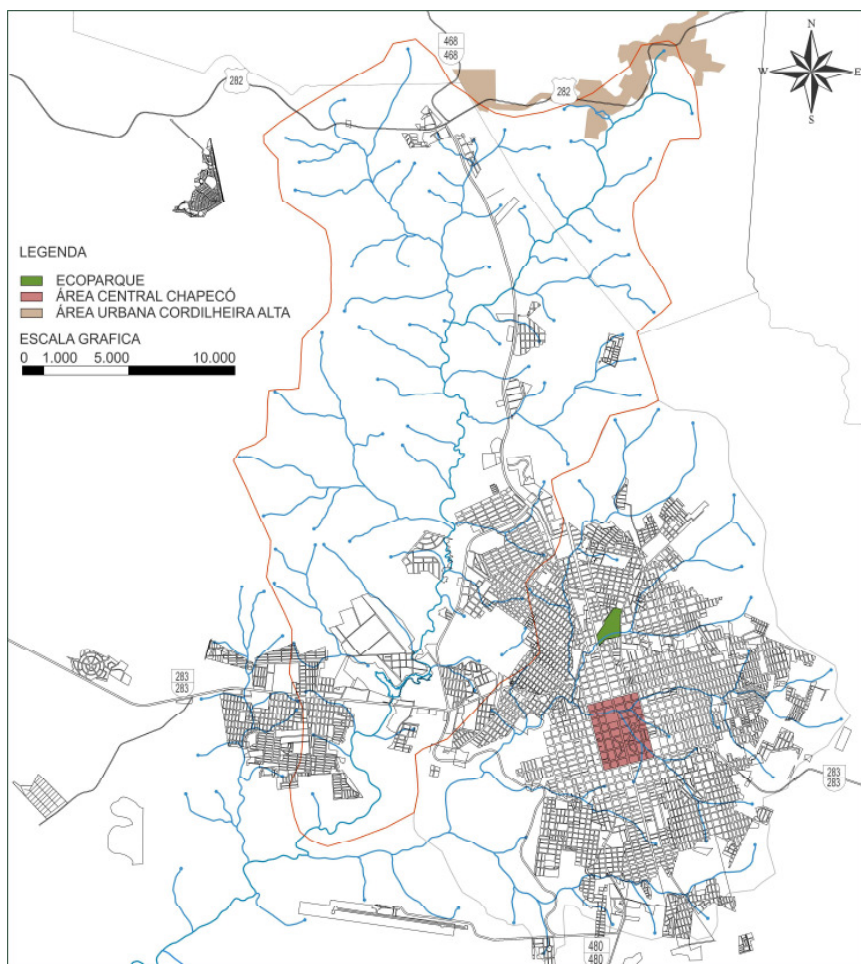 N
W E
S
468
468
282
282
LEGENDA
ECOPARQUE
ÁREA CENTRAL CHAPECÓ
ÁREA URBANA CORDILHEIRA ALTA
ESCALA GRAFICA
0 1.000 5.000 10.000
283
283
283
283
480
480